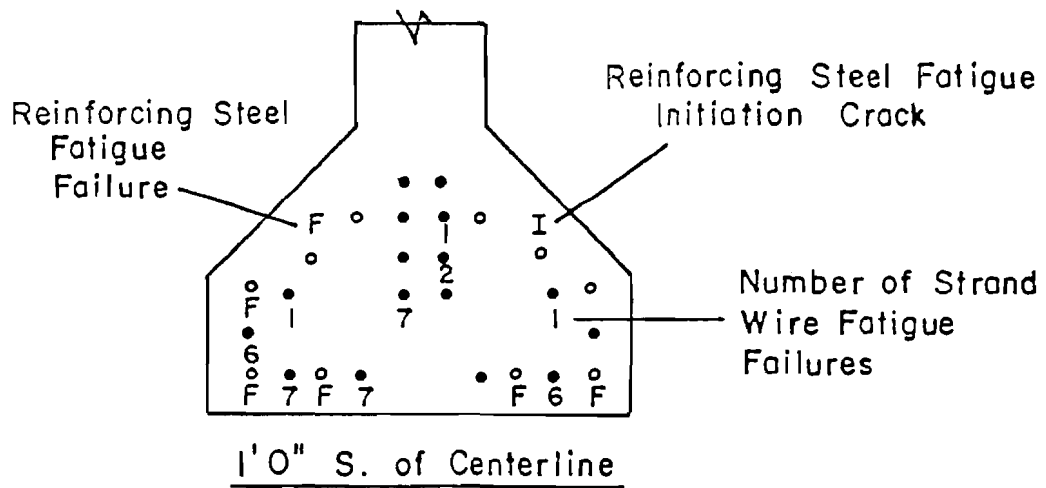 Reinforcing Steel
Fatigue
Failure
Reinforcing Steel Fatigue
Initiation Crack
F
I
1
2
F
1
7
1
Number of Strand
Wire Fatigue
Failures
6
F 7 F 7 F 6 F
1'0" S. of Centerline